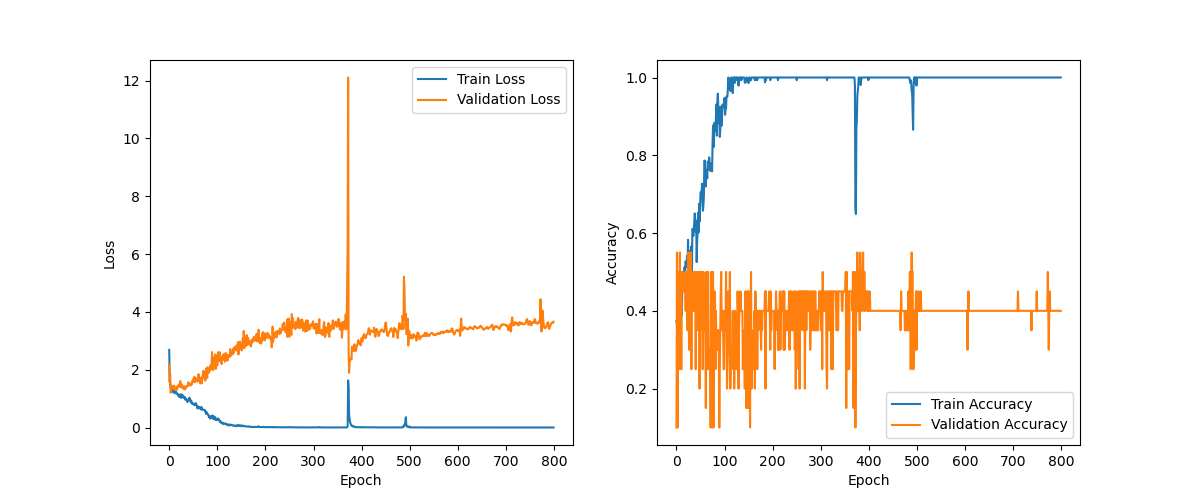 Loss
12
10
8
6
4
2
0
0 100 200 300 400 500 600 700 800
Epoch
Train Loss
Validation Loss
Accuracy
1.0
0.8
0.6
0.4
0.2
0 100 200 300 400 500 600 700 800
Epoch
Train Accuracy
Validation Accuracy